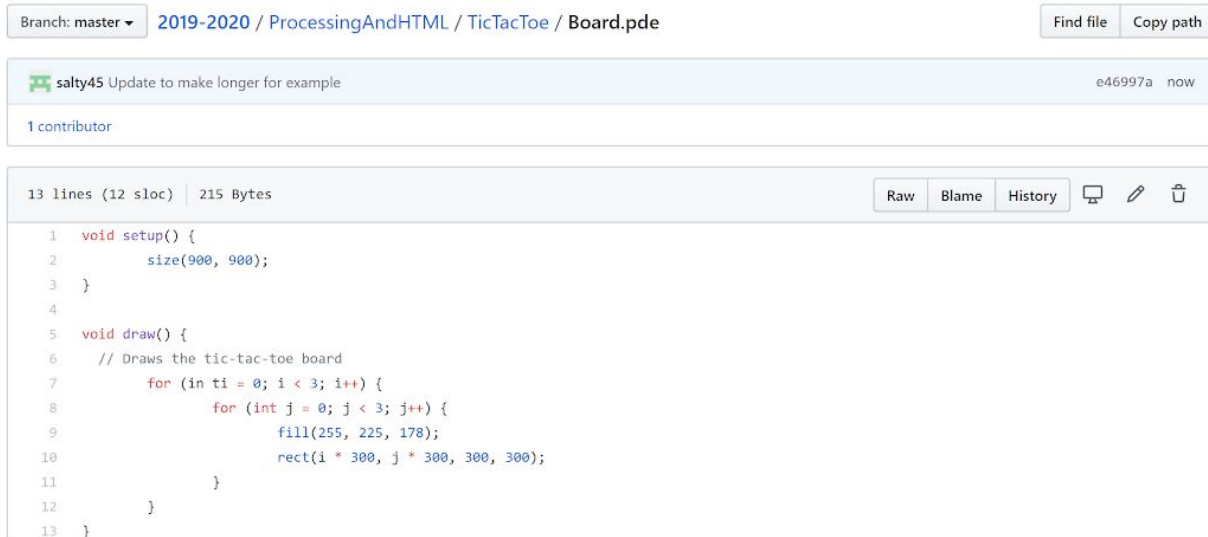 Branch: master 2019-2020 / ProcessingAndHTML / TicTacToe / Board.pde Find file Copy path
salty45 Update to make longer for example e46997a now
1 contributor
13 lines (12 sloc) 215 Bytes Raw Blame History
1 void setup() {
2 size(900, 900);
3 }
4
5 void draw() {
6 // Draws the tic-tac-toe board
7 for (in ti = 0; i < 3; i++) {
8 for (int j = 0; j < 3; j++) {
9 fill(255, 225, 178);
10 rect(i * 300, j * 300, 300, 300);
11 }
12 }
13 }